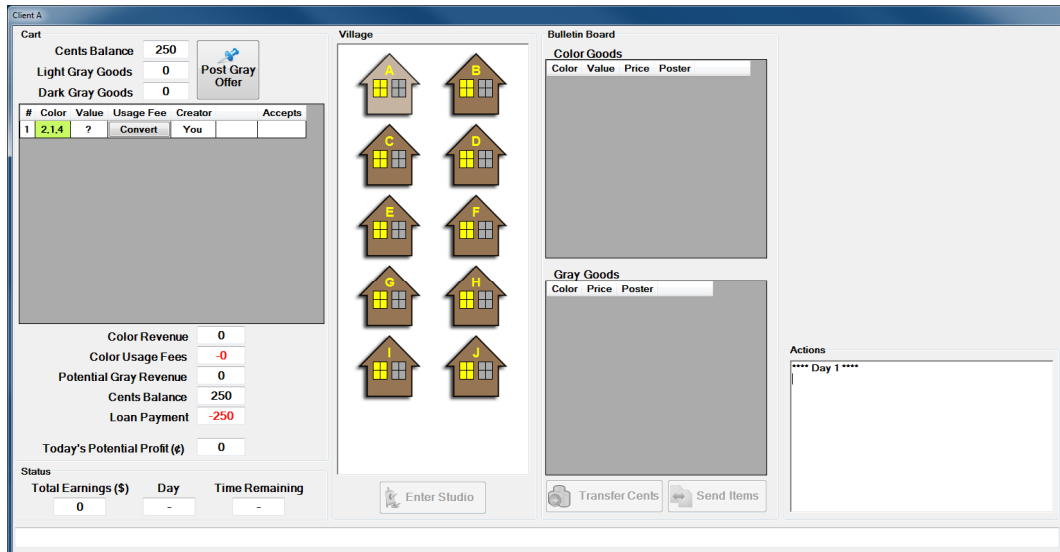 Client A
Cart
Cents Balance 250
Light Gray Goods 0
Dark Gray Goods 0
Post Gray
Offer
# Color Value Usage Fee Creator Accepts
1 2,1,4 ? Convert You
Color Revenue 0
Color Usage Fees -0
Potential Gray Revenue 0
Cents Balance 250
Loan Payment -250
Today's Potential Profit (¢) 0
Status
Total Earnings ($) Day Time Remaining
0 - -
Village
A B
C D
E F
G H
I J
Enter Studio
Bulletin Board
Color Goods
Color Value Price Poster
Gray Goods
Color Price Poster
Transfer Cents Send Items
Actions
**** Day 1 ****